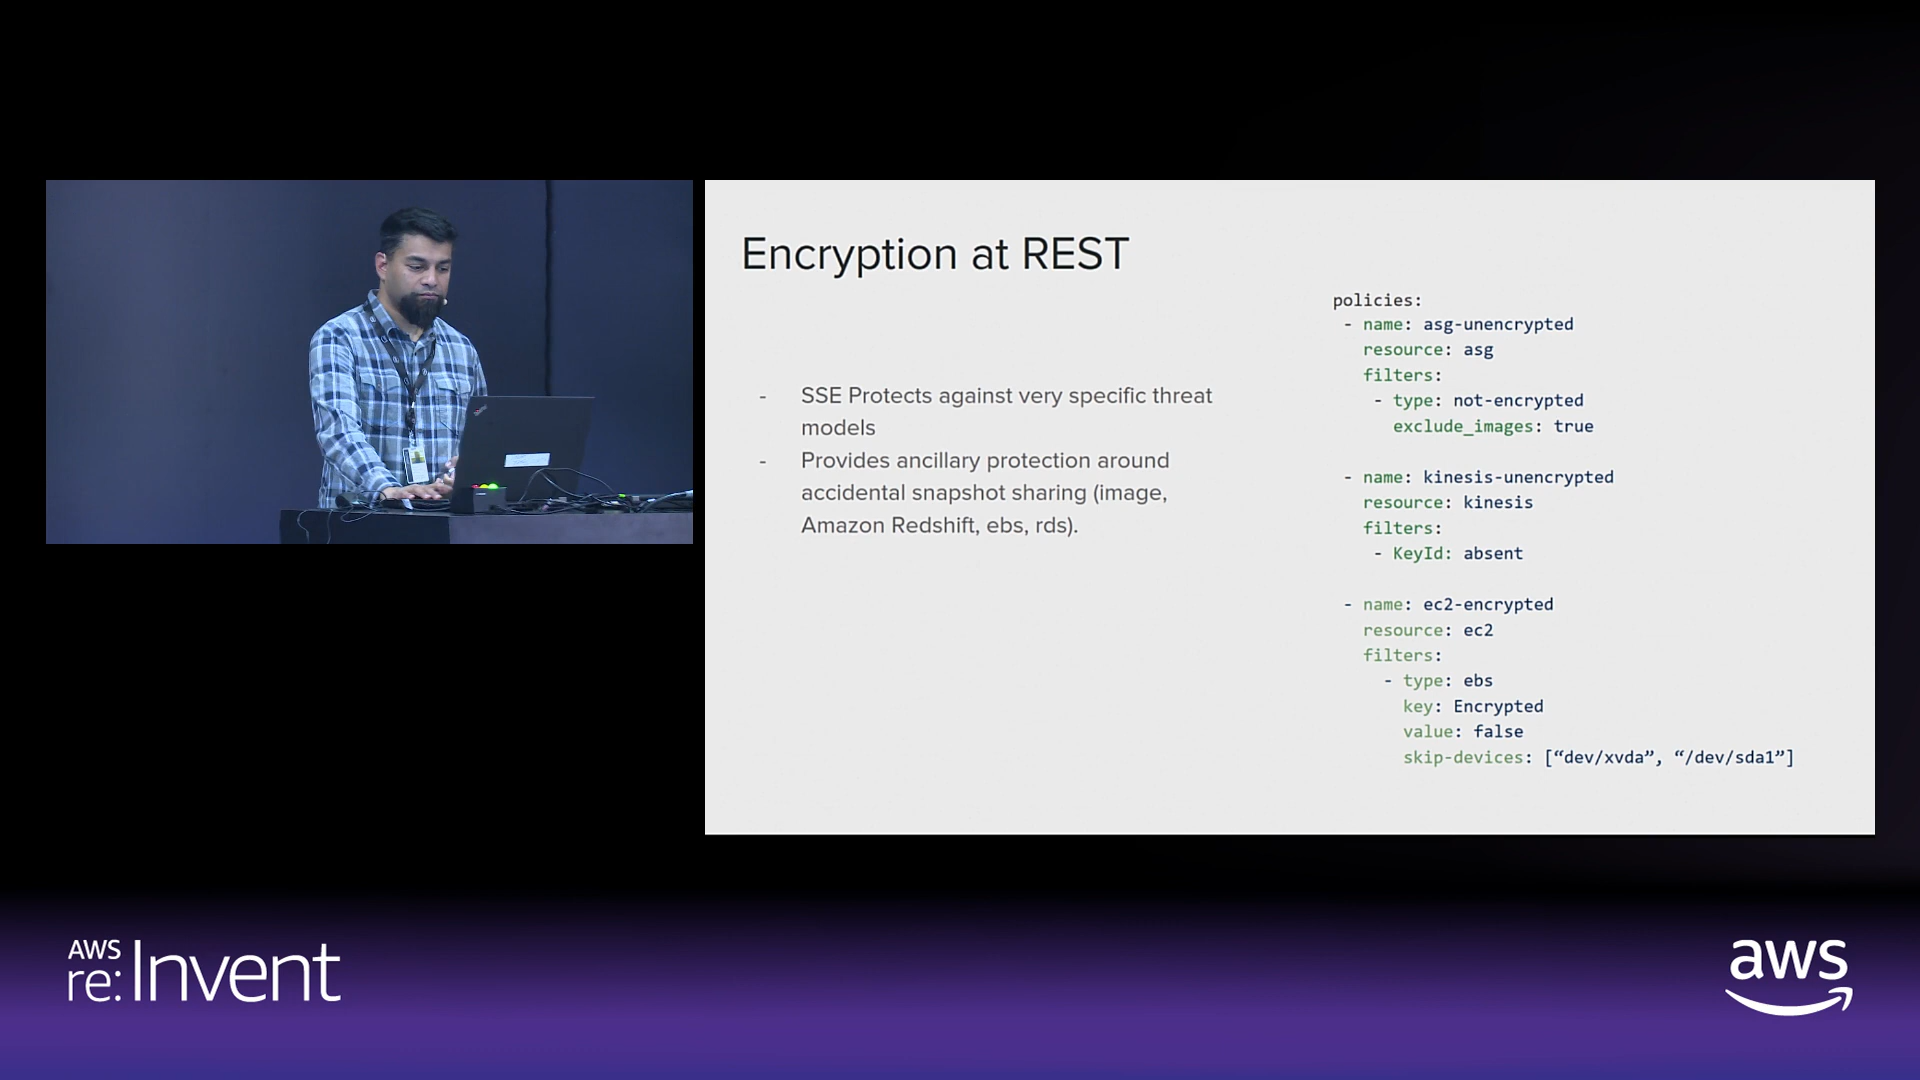 Encryption at REST
- SSE Protects against very specific threat
models
- Provides ancillary protection around
accidental snapshot sharing (image,
Amazon Redshift, ebs, rds).
policies:
- name: asg-unencrypted
resource: asg
filters:
- type: not-encrypted
exclude_images: true
- name: kinesis-unencrypted
resource: kinesis
filters:
- KeyId: absent
- name: ec2-encrypted
resource: ec2
filters:
- type: ebs
key: Encrypted
value: false
skip-devices: [“dev/xvda”, “/dev/sda1”]
AWS
re:Invent
aws